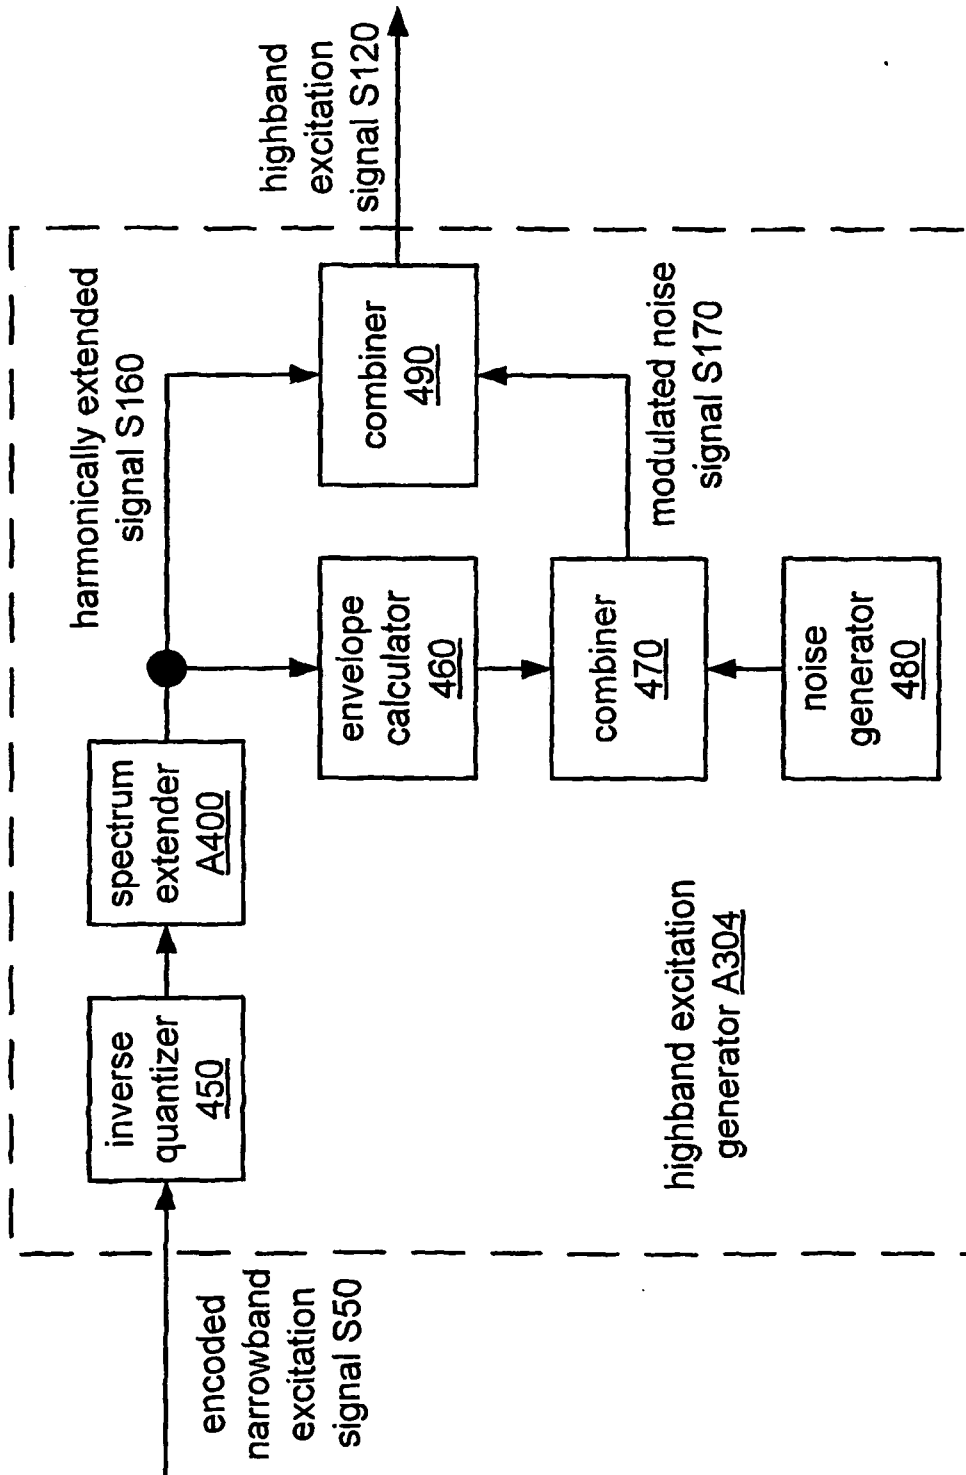 encoded
narrowband
excitation
signal S50
inverse
quantizer
450
spectrum
extender
A400
harmonically extended
signal S160
highband
excitation
signal S120
envelope
calculator
460
combiner
490
combiner
470
modulated noise
signal S170
noise
generator
480
highband excitation
generator A304